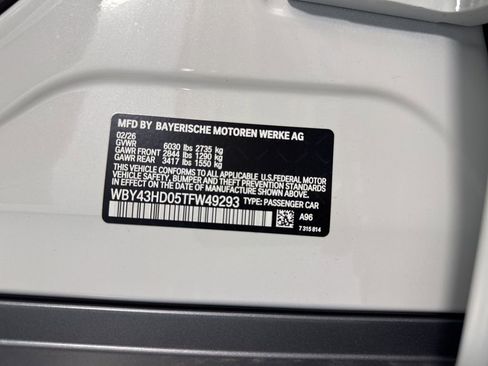 MFD BY BAYERISCHE MOTOREN WERKE AG
02/26
GVWR 6030 lbs 2735 kg
GAWR FRONT 2844 lbs 1290 kg
GAWR REAR 3417 lbs 1550 kg
THIS VEHICLE CONFORMS TO ALL APPLICABLE U.S.FEDERAL MOTOR
VEHICLE SAFETY, BUMPER, AND THEFT PREVENTION STANDARDS
IN EFFECT ON THE DATE OF MANUFACTURE SHOWN ABOVE.
WBY43HD05TFW49293 TYPE: PASSENGER CAR
A96
7 315 814